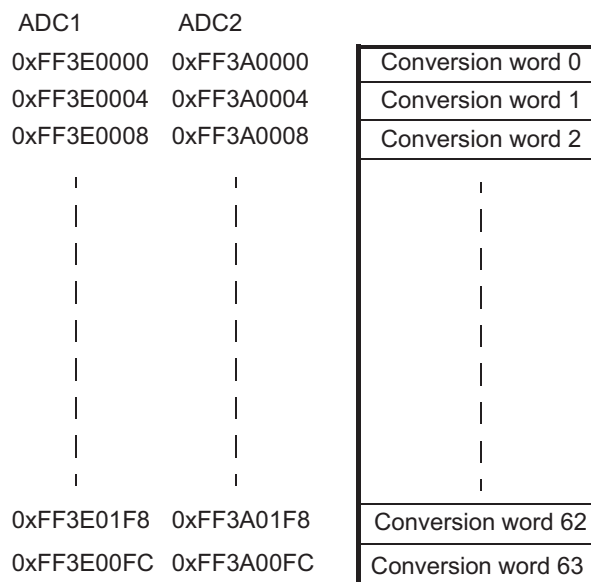 ADC1 ADC2
0xFF3E0000 0xFF3A0000 Conversion word 0
0xFF3E0004 0xFF3A0004 Conversion word 1
0xFF3E0008 0xFF3A0008 Conversion word 2
0xFF3E01F8 0xFF3A01F8 Conversion word 62
0xFF3E00FC 0xFF3A00FC Conversion word 63